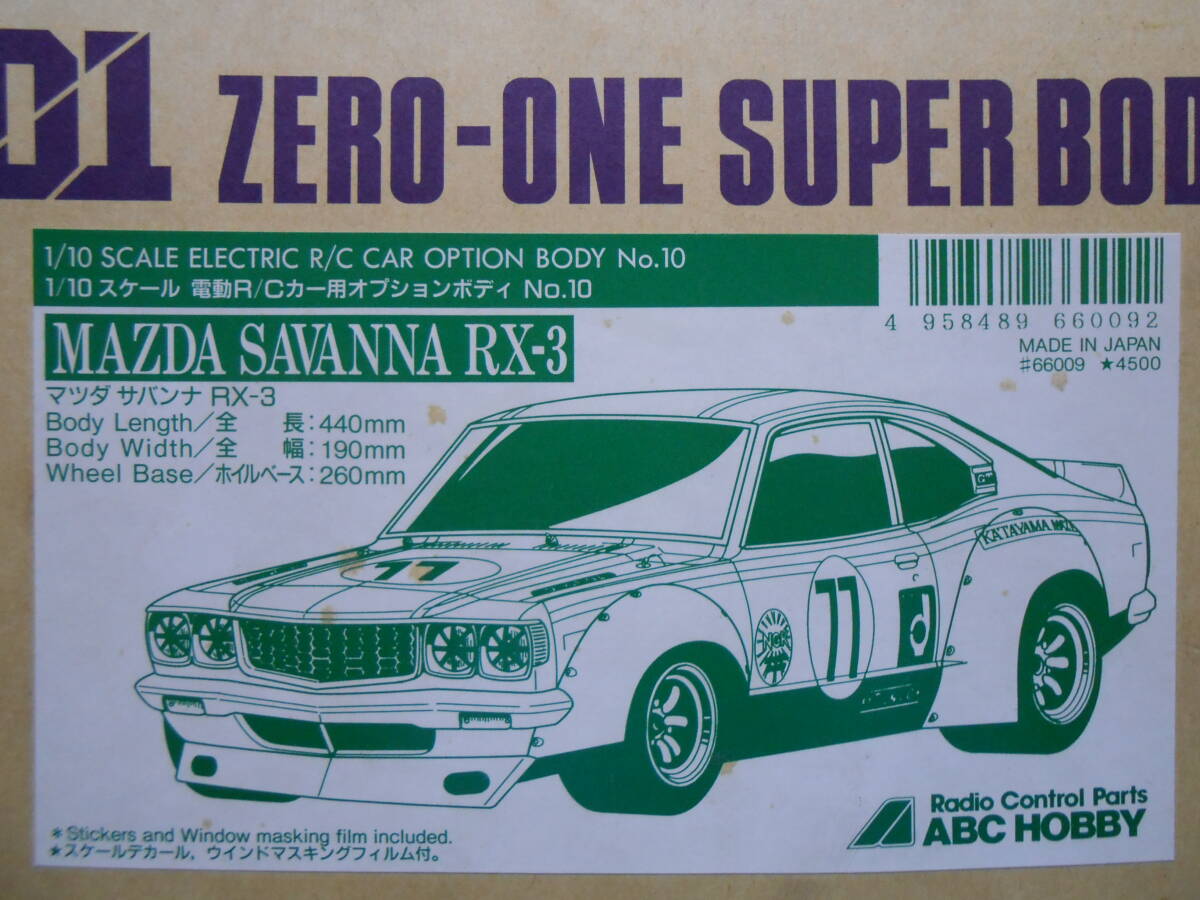 01 ZERO-ONE SUPER BOD
1/10 SCALE ELECTRIC R/C CAR OPTION BODY No.10
1/10 スケール 電動R/Cカー用オプションボディ No.10
4 958489 660092
MADE IN JAPAN
#66009 ★4500
MAZDA SAVANNA RX-3
マツダ サバンナ RX-3
Body Length/全 長:440mm
Body Width/全 幅:190mm
Wheel Base/ホイルベース:260mm
KATAYAMA MAZD
77
NGK
77
d
*Stickers and Window masking film included.
★スケールデカール,ウインドマスキングフィルム付。
Radio Control Parts
ABC HOBBY